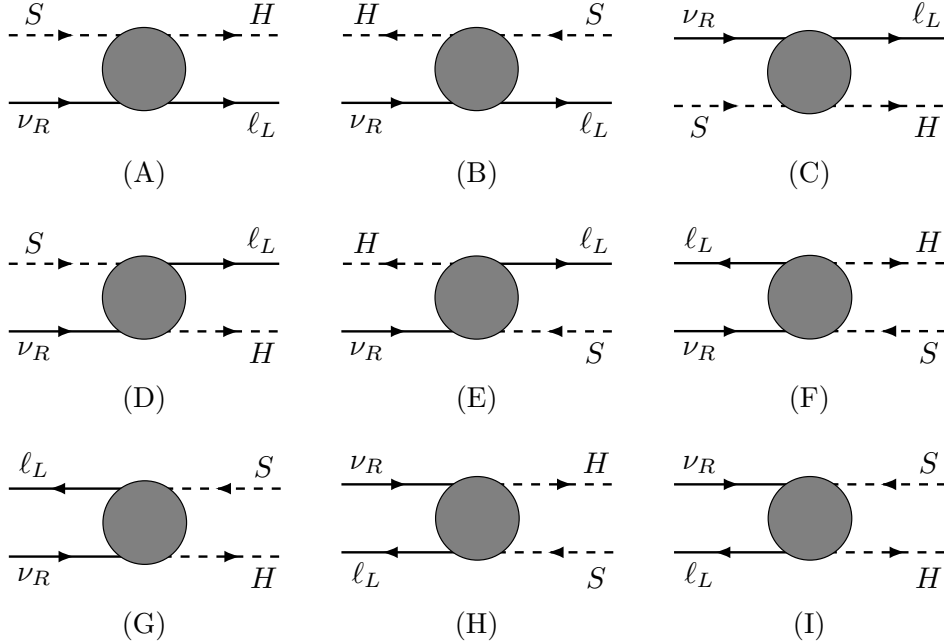 S H H S ν_R ℓ_L
ν_R ℓ_L ν_R ℓ_L S H
(A) (B) (C)
S ℓ_L H ℓ_L ℓ_L H
ν_R H ν_R S ν_R S
(D) (E) (F)
ℓ_L S ν_R H ν_R S
ν_R H ℓ_L S ℓ_L H
(G) (H) (I)